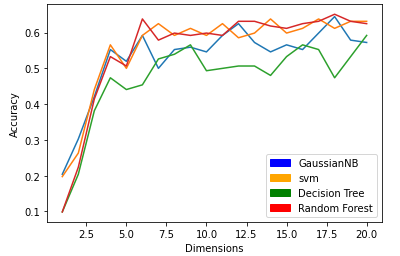 0.6
0.5
0.4
0.3
0.2
0.1
Accuracy
GaussianNB
svm
Decision Tree
Random Forest
2.5 5.0 7.5 10.0 12.5 15.0 17.5 20.0
Dimensions